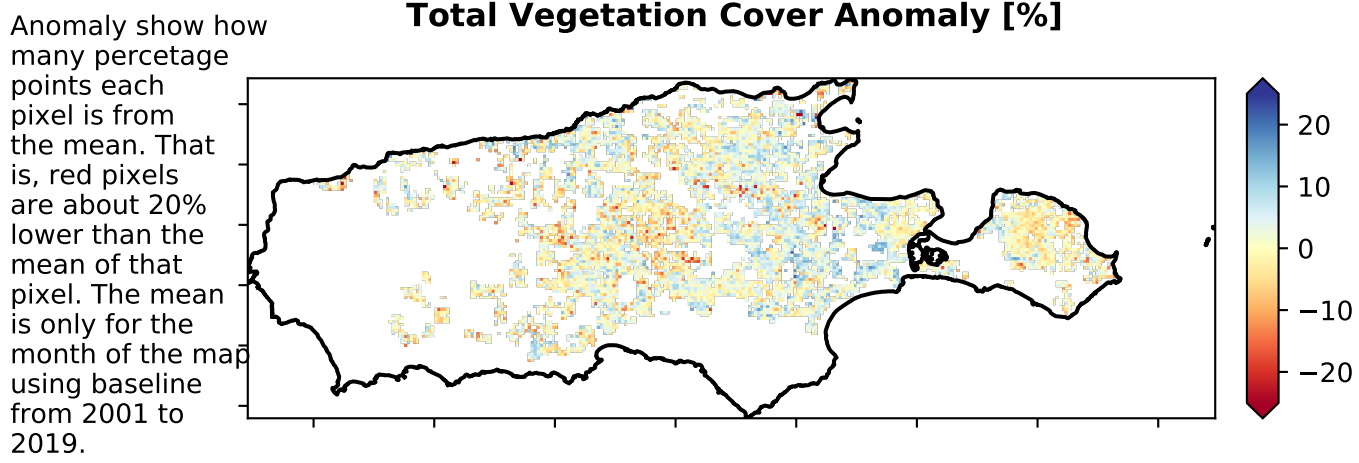 Total Vegetation Cover Anomaly [%]
Anomaly show how
many percetage
points each
pixel is from
the mean. That
is, red pixels
are about 20%
lower than the
mean of that
pixel. The mean
is only for the
month of the map
using baseline
from 2001 to
2019.
20
10
0
−10
−20